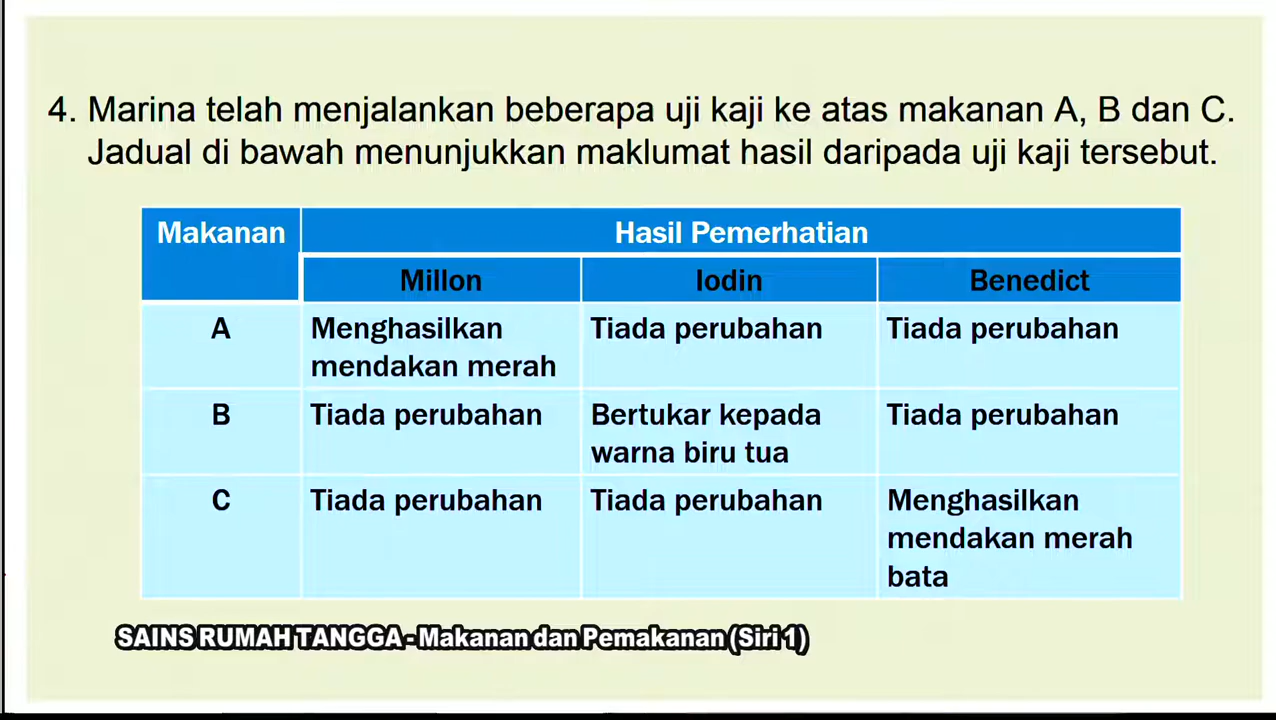 4. Marina telah menjalankan beberapa uji kaji ke atas makanan A, B dan C.
Jadual di bawah menunjukkan maklumat hasil daripada uji kaji tersebut.
Makanan Hasil Pemerhatian
Millon Iodin Benedict
A Menghasilkan Tiada perubahan Tiada perubahan
mendakan merah
B Tiada perubahan Bertukar kepada Tiada perubahan
warna biru tua
C Tiada perubahan Tiada perubahan Menghasilkan
mendakan merah
bata
SAINS RUMAH TANGGA - Makanan dan Pemakanan (Siri 1)